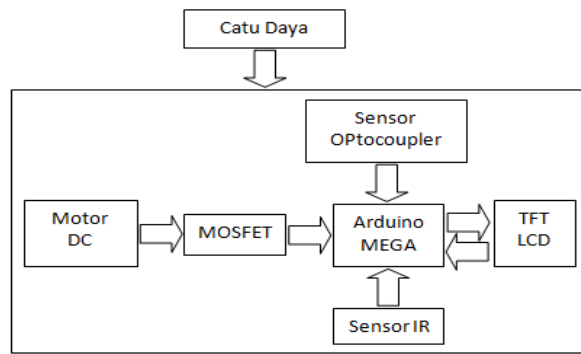 Catu Daya
Sensor
OPtocoupler
Motor
DC
MOSFET
Arduino
MEGA
TFT
LCD
Sensor IR